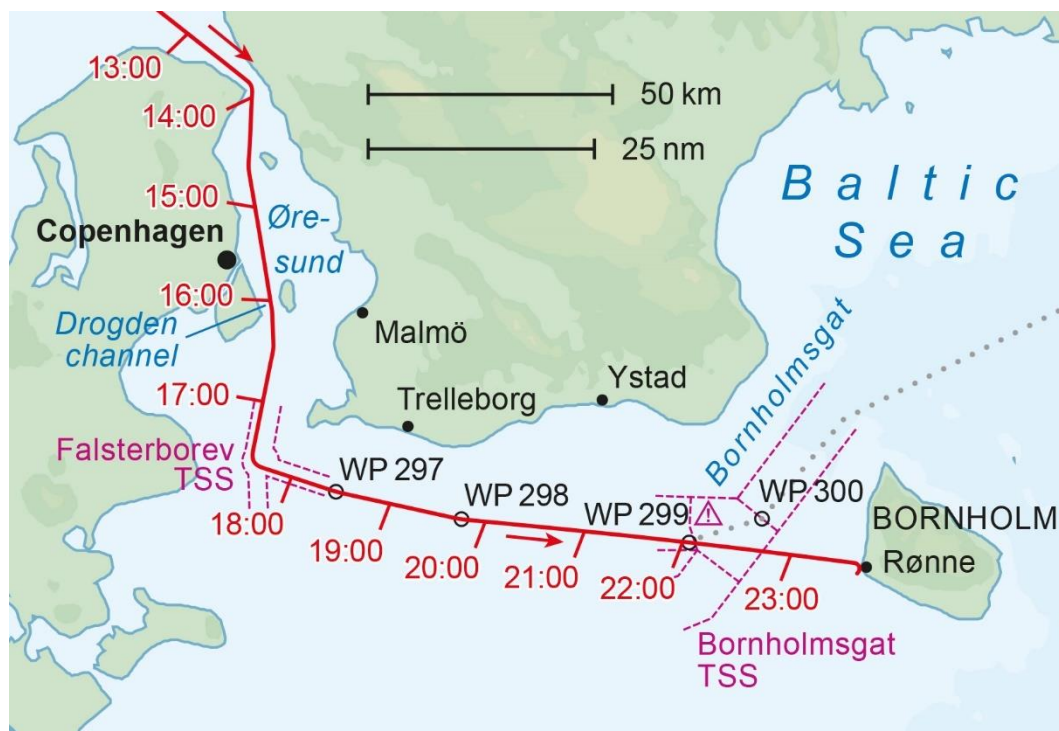 13:00
14:00
50 km
25 nm
Baltic
Sea
15:00
Copenhagen
Øre-
sund
16:00
Drogden
channel
Malmö
Bornholmsgat
17:00
Trelleborg
Ystad
Falsterborev
TSS
WP 297
WP 298
WP 299
WP 300
18:00
19:00
20:00
21:00
22:00
23:00
BORNHOLM
Rønne
Bornholmsgat
TSS